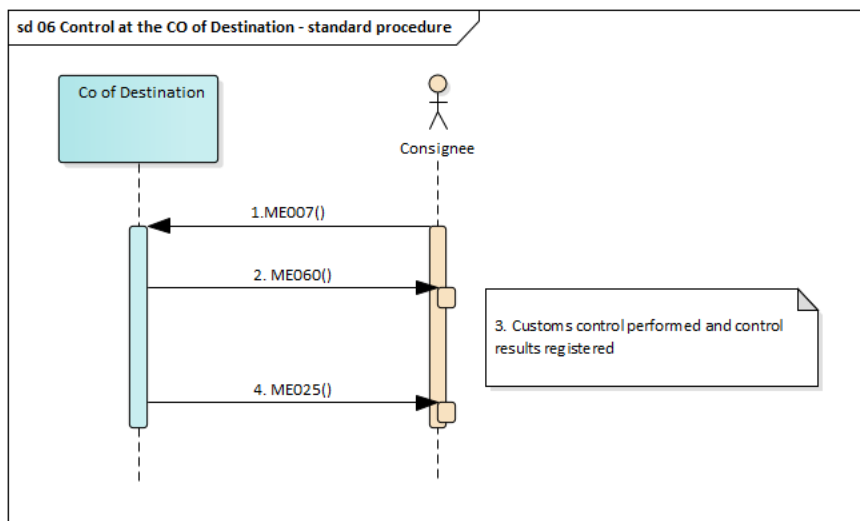 sd 06 Control at the CO of Destination - standard procedure
Co of Destination
Consignee
1.ME007()
2. ME060()
3. Customs control performed and control
results registered
4. ME025()